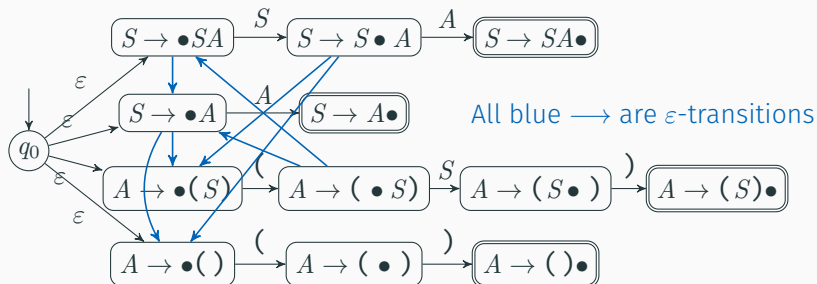 S → •SA S S → S• A A S → SA•
ε
S → •A A S → A• All blue ⟶ are ε-transitions
ε
q₀
A → •(S) ( A → (•S) S A → (S•) ) A → (S)•
ε
ε
A → •() ( A → (•) ) A → ()•